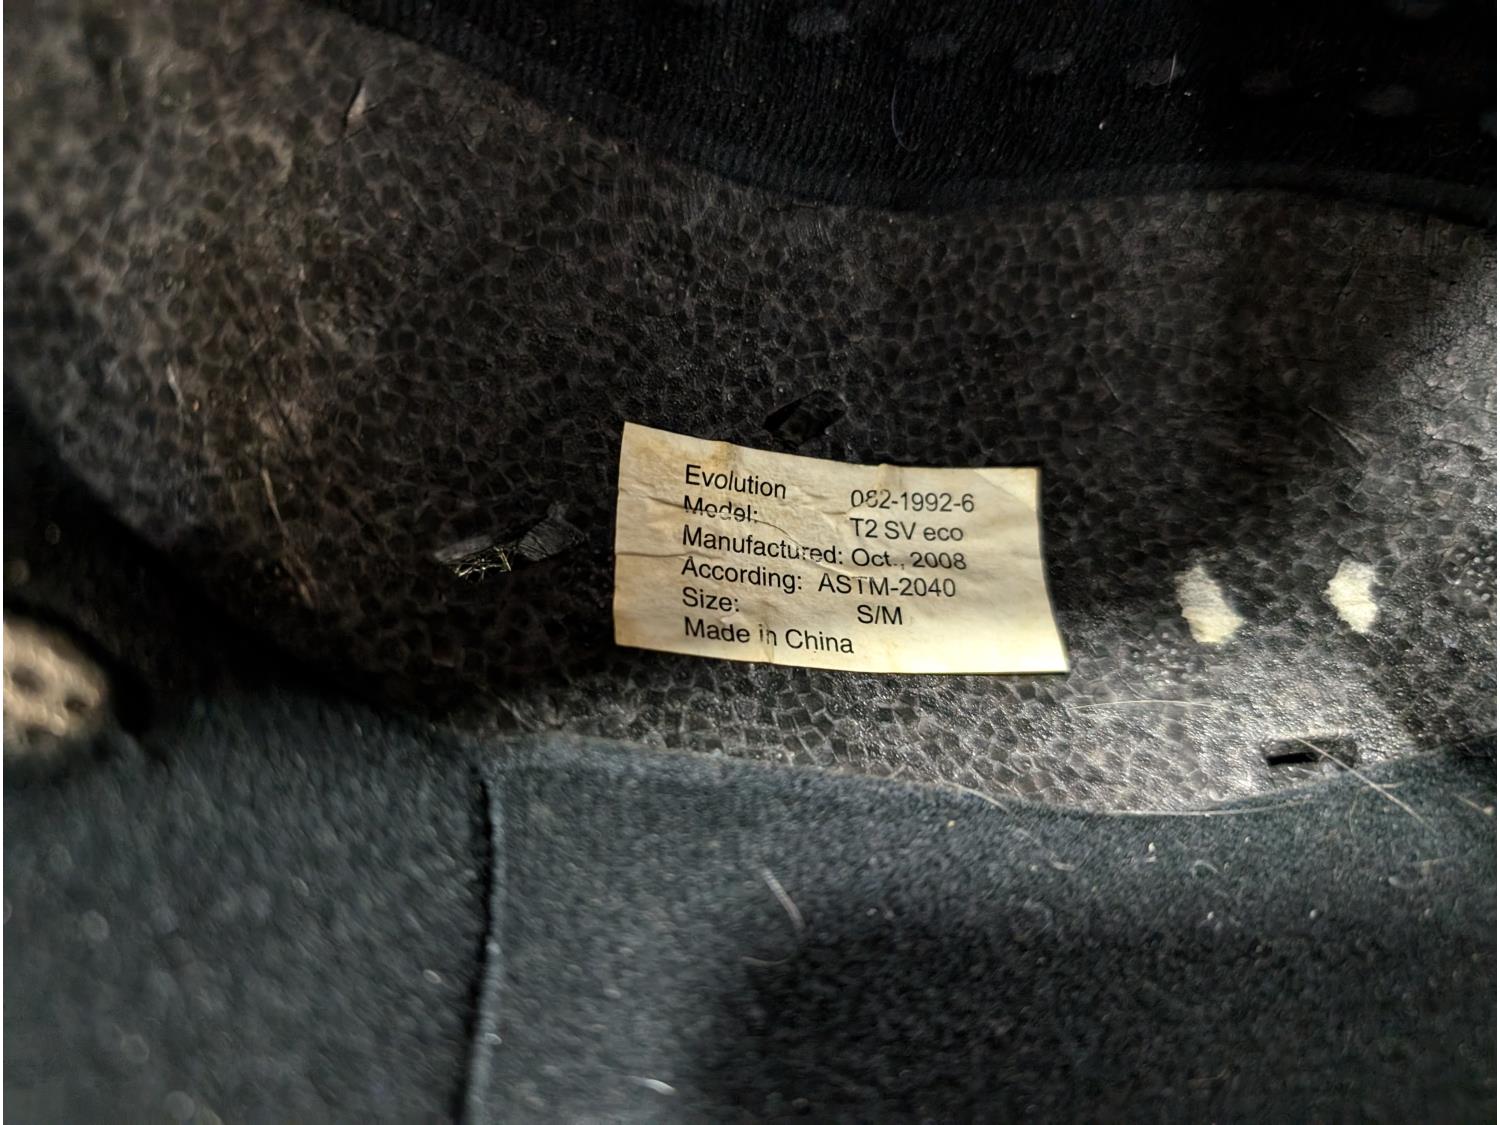 Evolution 082-1992-6
Model: T2 SV eco
Manufactured: Oct., 2008
According: ASTM-2040
Size: S/M
Made in China